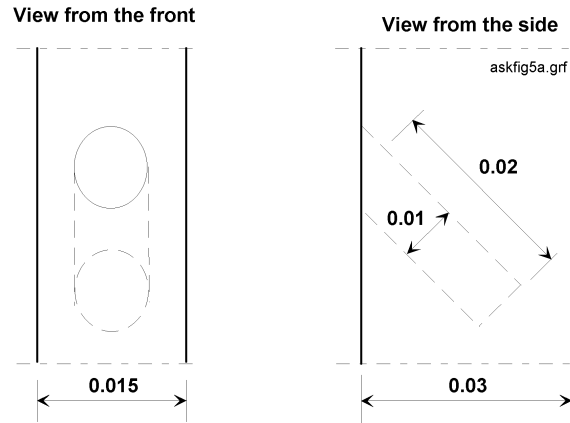 View from the front
View from the side
askfig5a.grf
0.02
0.01
0.015
0.03